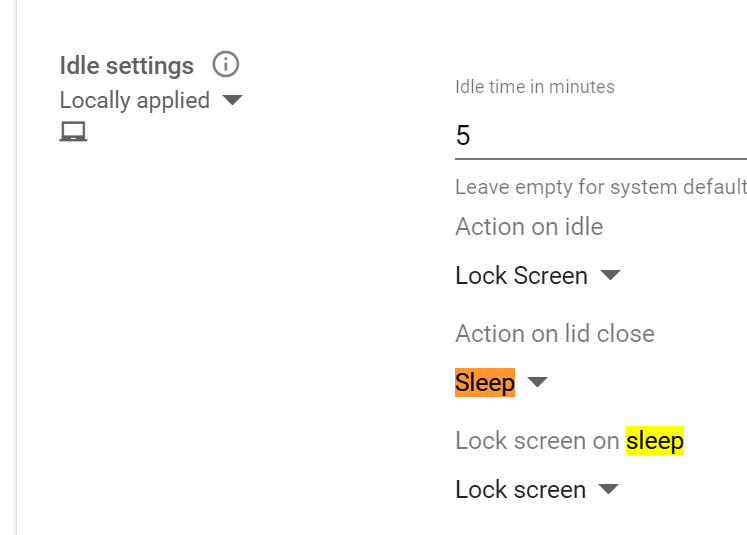 Idle settings
Locally applied
Idle time in minutes
5
Leave empty for system default
Action on idle
Lock Screen
Action on lid close
Sleep
Lock screen on sleep
Lock screen